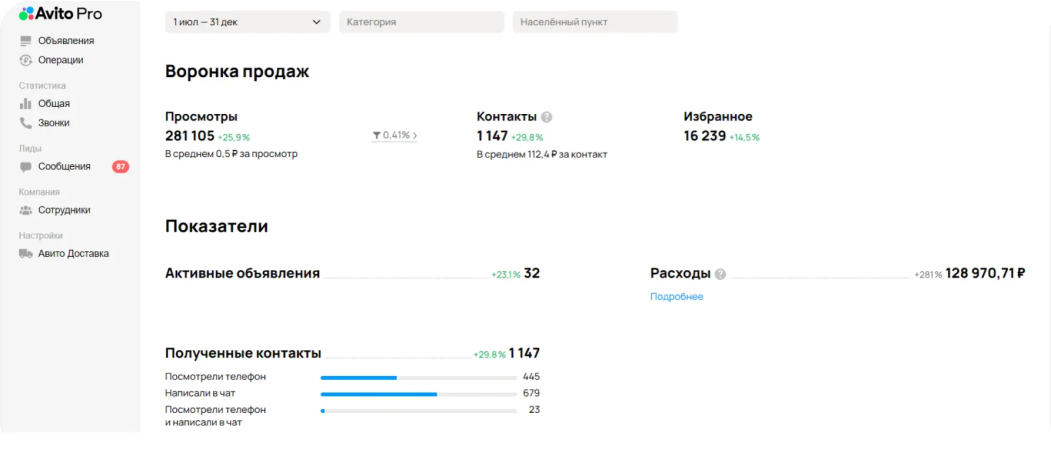 Avito Pro
Объявления
Операции
Статистика
Общая
Звонки
Лиды
Сообщения 87
Компания
Сотрудники
Настройки
Авито Доставка
1 июл — 31 дек
Категория
Населённый пункт
Воронка продаж
Просмотры
281 105 +25,9%
В среднем 0,5 ₽ за просмотр
0,41% >
Контакты ?
1 147 +29,8%
В среднем 112,4 ₽ за контакт
Избранное
16 239 +14,5%
Показатели
Активные объявления +23,1% 32
Расходы ? +281% 128 970,71 ₽
Подробнее
Полученные контакты +29,8% 1 147
Посмотрели телефон 445
Написали в чат 679
Посмотрели телефон 23
и написали в чат